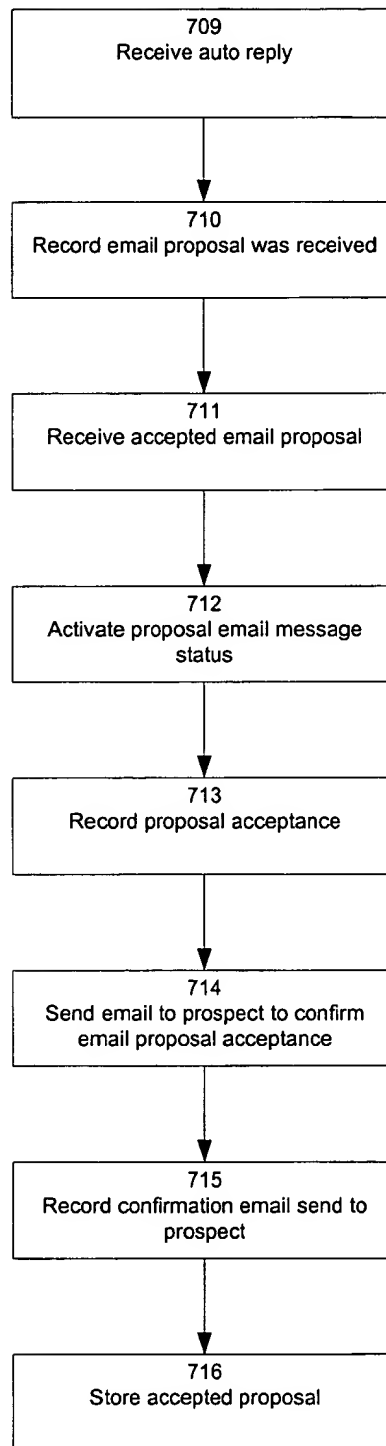 709
Receive auto reply
710
Record email proposal was received
711
Receive accepted email proposal
712
Activate proposal email message
status
713
Record proposal acceptance
714
Send email to prospect to confirm
email proposal acceptance
715
Record confirmation email send to
prospect
716
Store accepted proposal